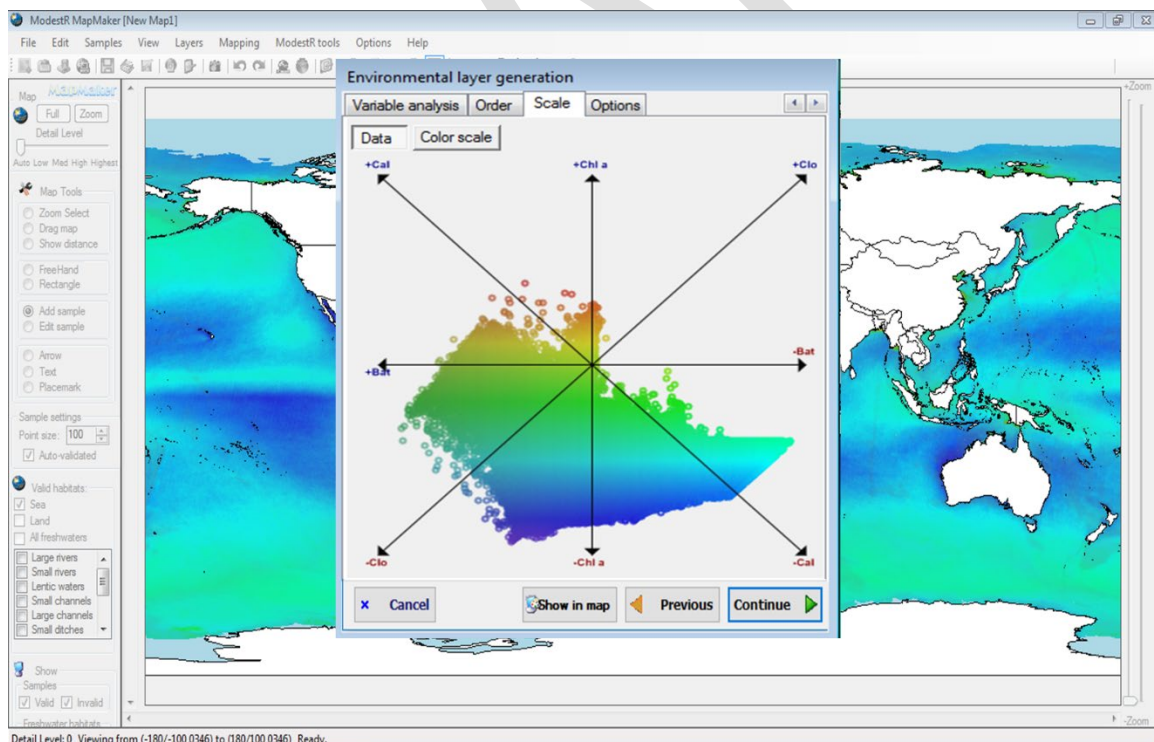 ModestR MapMaker [New Map1]
File Edit Samples View Layers Mapping ModestR tools Options Help
Map MapMaker
Full Zoom
Detail Level
Auto Low Med High Highest
Map Tools
Zoom Select
Drag map
Show distance
FreeHand
Rectangle
Add sample
Edit sample
Arrow
Text
Placemark
Sample settings
Point size: 100
Auto-validated
Valid habitats:
Sea
Land
All freshwaters
Large rivers
Small rivers
Lentic waters
Small channels
Large channels
Small ditches
Show
Samples
Valid Invalid
Freshwater habitats
Environmental layer generation
Variable analysis Order Scale Options
Data Color scale
+Cal +Chl a +Clo
+Bat -Bat
-Clo -Chl a -Cal
Cancel Show in map Previous Continue
+Zoom
-Zoom
Detail Level: 0 Viewing from (-180/-100,0346) to (180/100,0346) Ready.